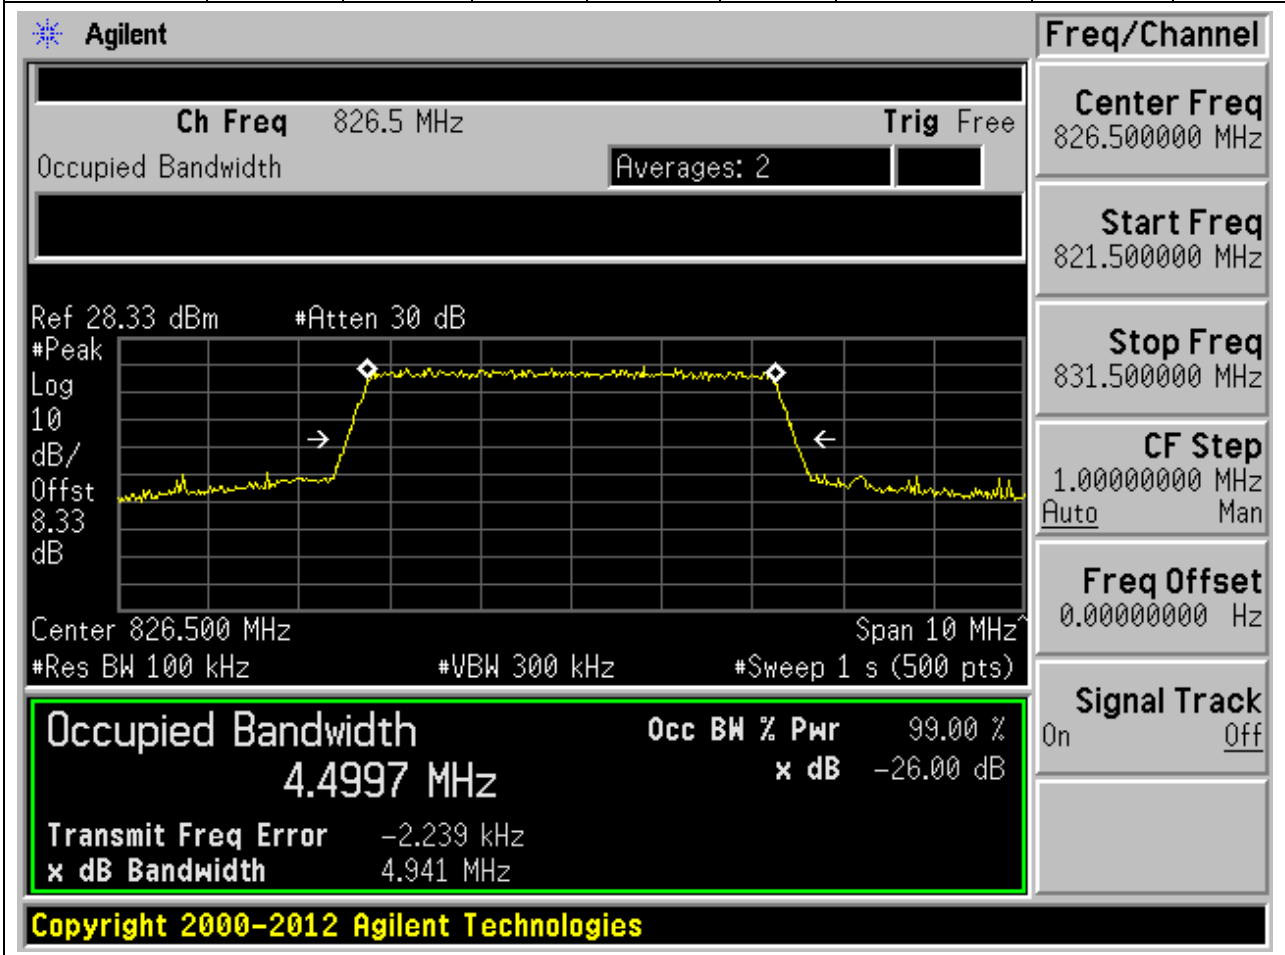 Agilent
Freq/Channel
Ch Freq 826.5 MHz Trig Free
Occupied Bandwidth Averages: 2
Center Freq
826.500000 MHz
Start Freq
821.500000 MHz
Stop Freq
831.500000 MHz
CF Step
1.00000000 MHz
Auto Man
Freq Offset
0.00000000 Hz
Signal Track
On Off
Ref 28.33 dBm #Atten 30 dB
#Peak
Log
10
dB/
Offst
8.33
dB
Center 826.500 MHz Span 10 MHz^
#Res BW 100 kHz #VBW 300 kHz #Sweep 1 s (500 pts)
Occupied Bandwidth Occ BW % Pwr 99.00 %
4.4997 MHz x dB -26.00 dB
Transmit Freq Error -2.239 kHz
x dB Bandwidth 4.941 MHz
Copyright 2000-2012 Agilent Technologies